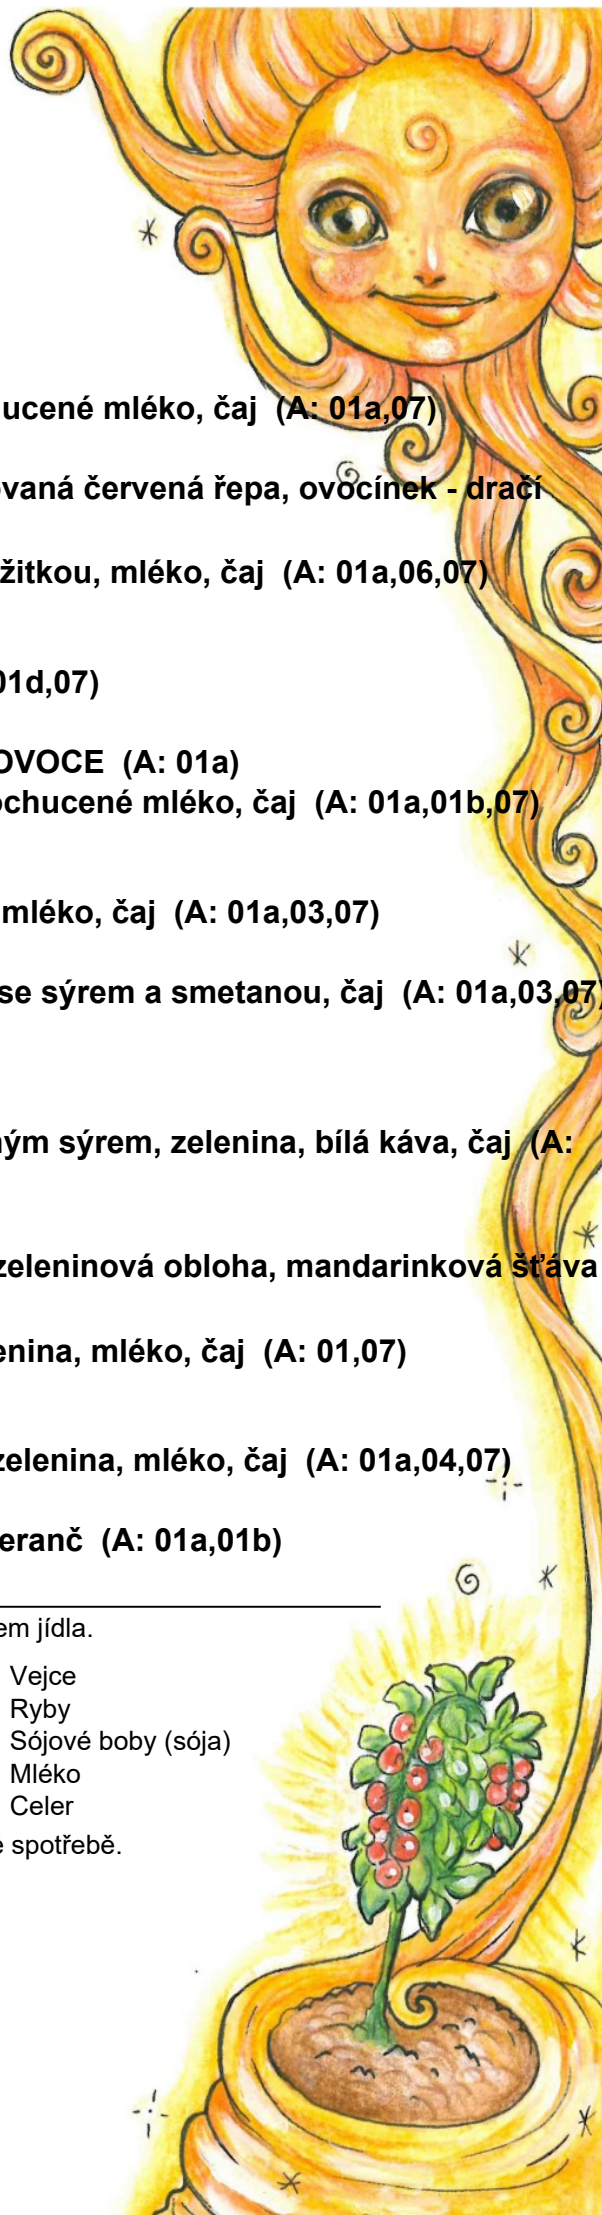 ucené mléko, čaj (A: 01a,07)
vaná červená řepa, ovocínek - dračí
žitkou, mléko, čaj (A: 01a,06,07)
01d,07)
OVOCE (A: 01a)
ochucené mléko, čaj (A: 01a,01b,07)
mléko, čaj (A: 01a,03,07)
se sýrem a smetanou, čaj (A: 01a,03,07)
ným sýrem, zelenina, bílá káva, čaj (A:
zeleninová obloha, mandarinková šťáva
enina, mléko, čaj (A: 01,07)
zelenina, mléko, čaj (A: 01a,04,07)
eranč (A: 01a,01b)
em jídla.
Vejce
Ryby
Sójové boby (sója)
Mléko
Celer
e spotřebě.